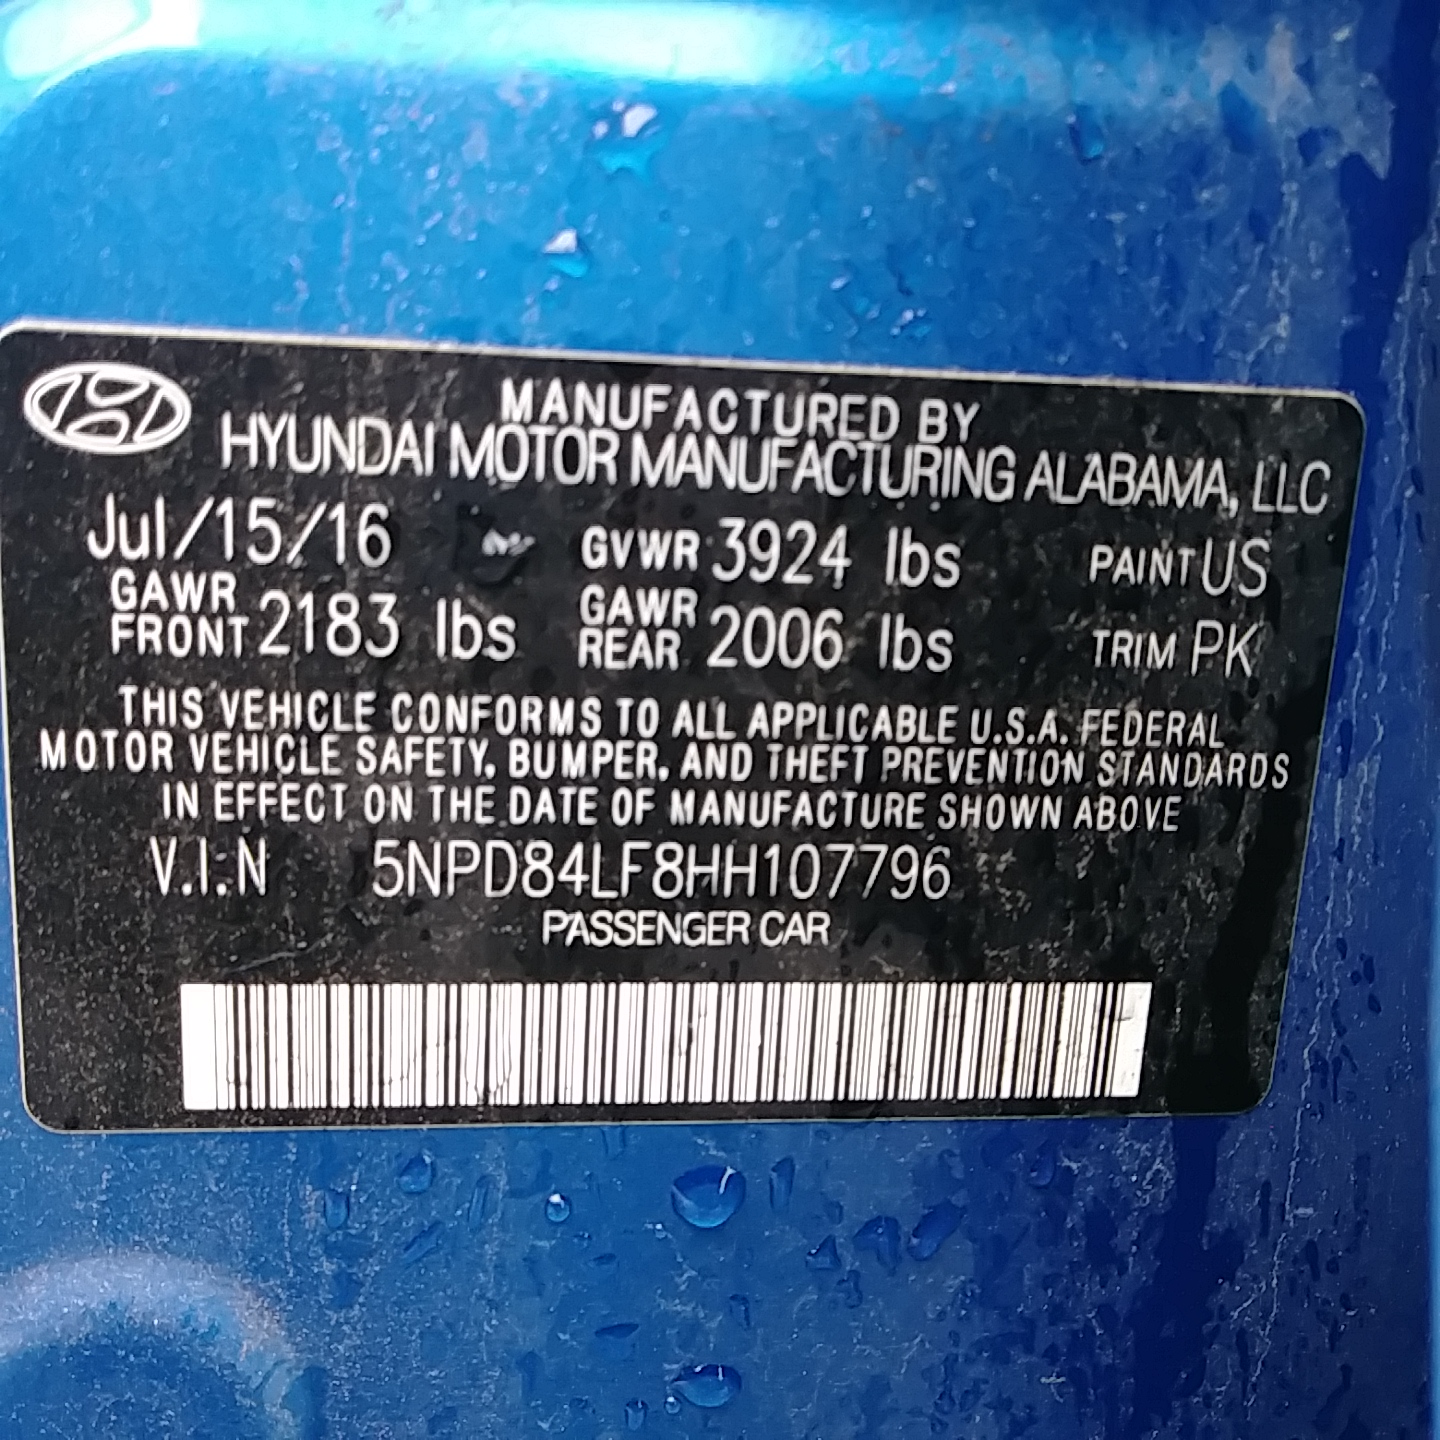 MANUFACTURED BY
HYUNDAI MOTOR MANUFACTURING ALABAMA, LLC
Jul/15/16 GVWR 3924 lbs PAINT US
GAWR FRONT 2183 lbs GAWR REAR 2006 lbs TRIM PK
THIS VEHICLE CONFORMS TO ALL APPLICABLE U.S.A. FEDERAL
MOTOR VEHICLE SAFETY, BUMPER, AND THEFT PREVENTION STANDARDS
IN EFFECT ON THE DATE OF MANUFACTURE SHOWN ABOVE
V.I.N 5NPD84LF8HH107796
PASSENGER CAR